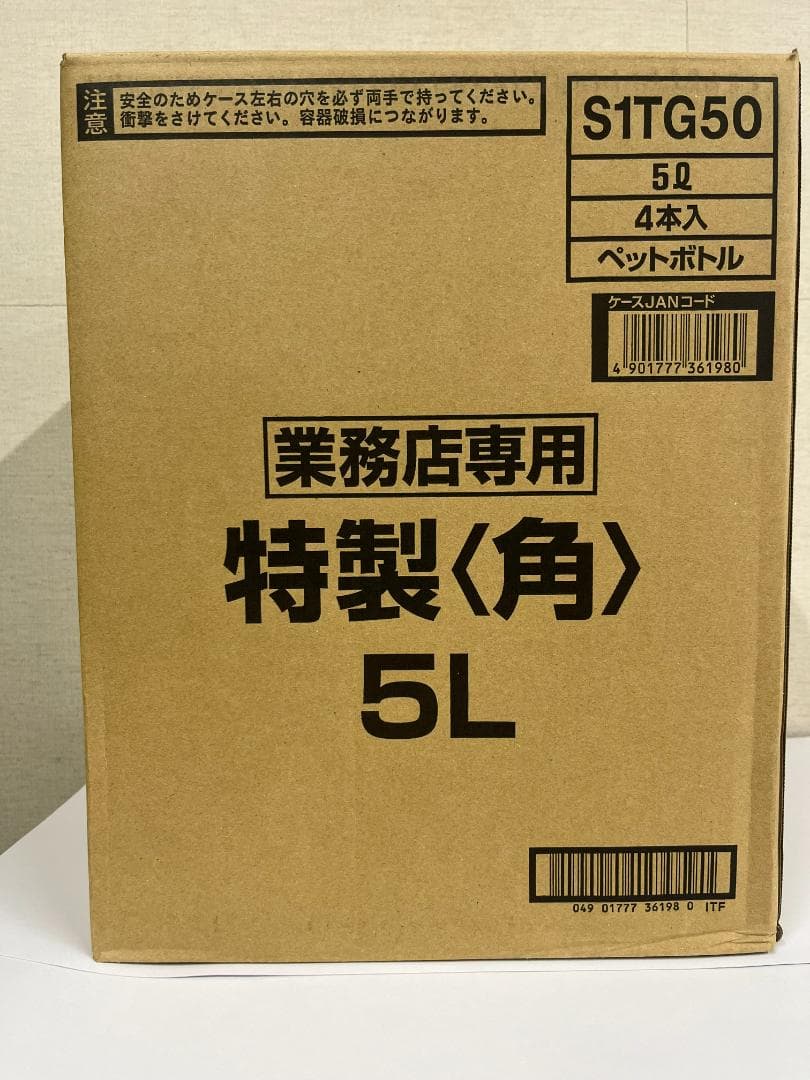 注意
安全のためケース左右の穴を必ず両手で持ってください。
衝撃をさけてください。容器破損につながります。
S1TG50
5ℓ
4本入
ペットボトル
ケースJANコード
4 901777 361980
業務店専用
特製〈角〉
5L
049 01777 36198 0 ITF